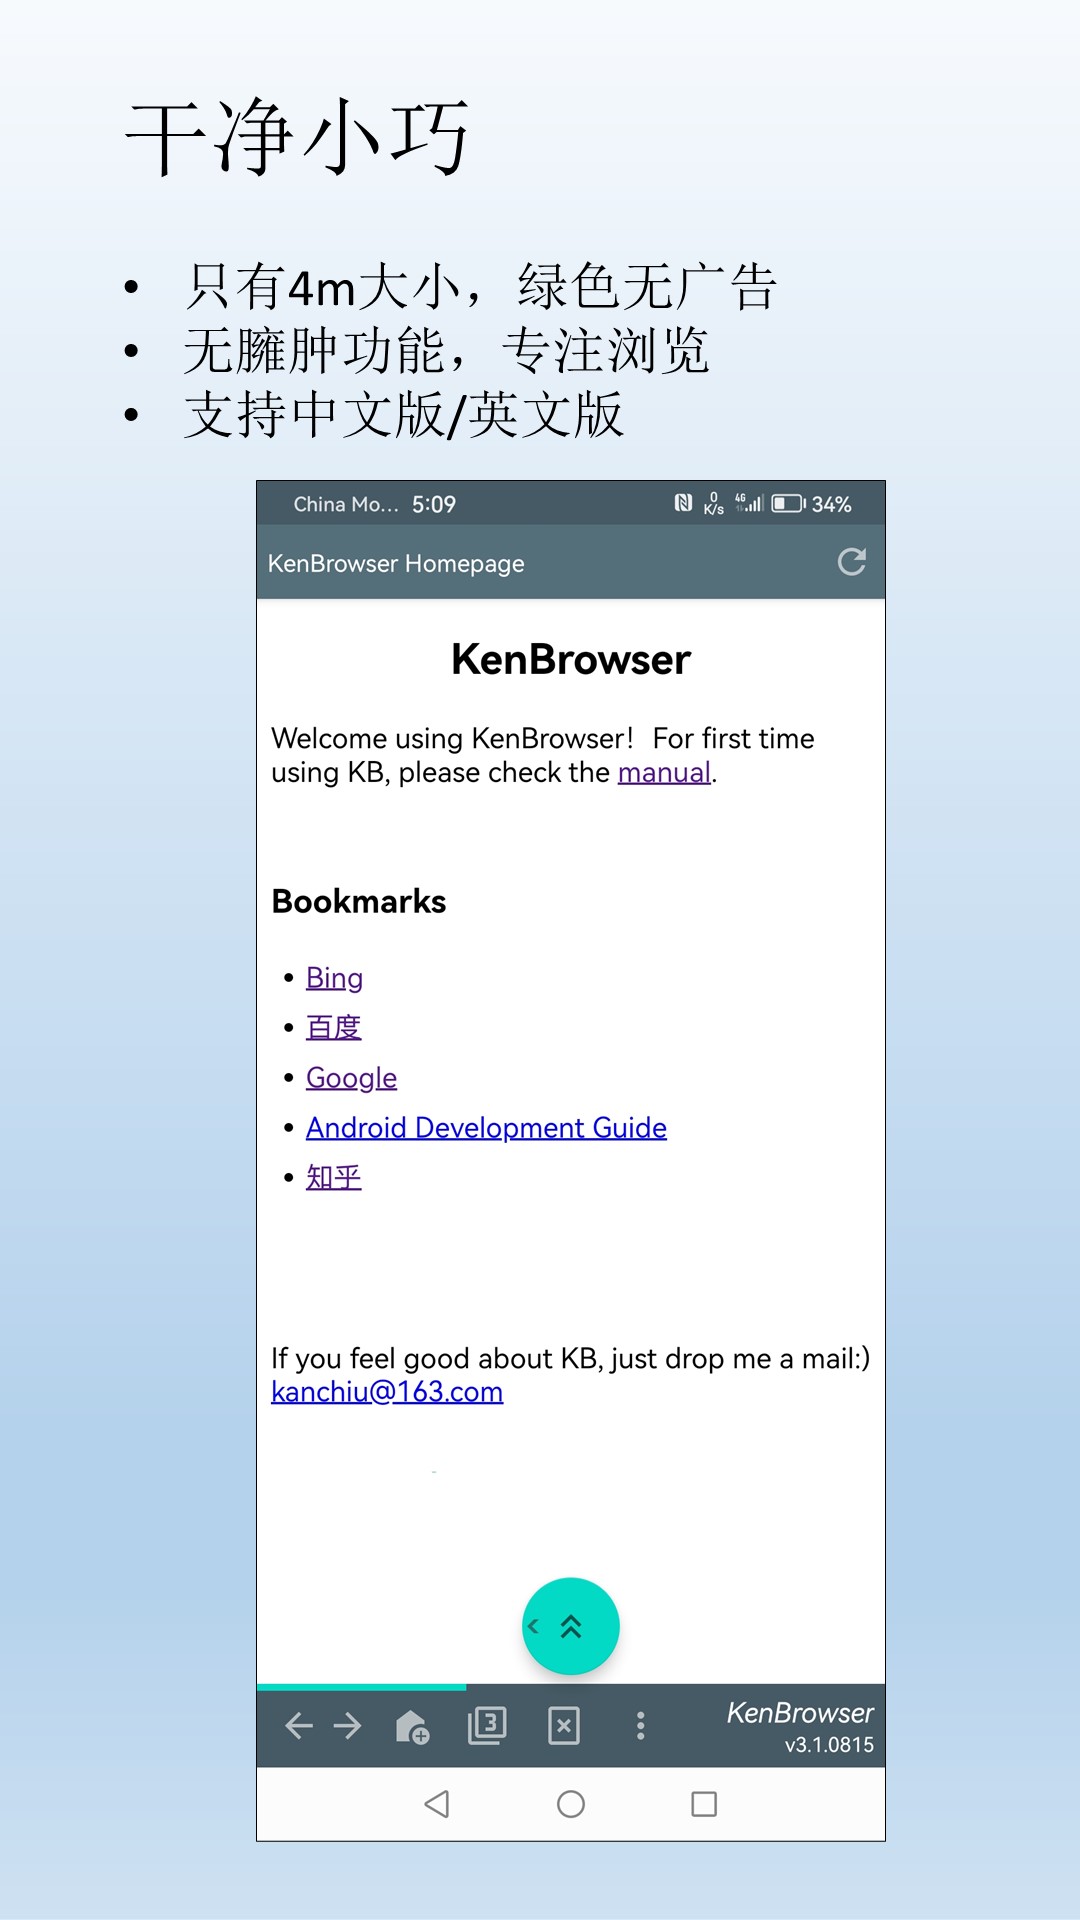 干净小巧
• 只有4m大小，绿色无广告
• 无臃肿功能，专注浏览
• 支持中文版/英文版
China Mo... 5:09 0 K/s 4G 34%
KenBrowser Homepage
KenBrowser
Welcome using KenBrowser！ For first time
using KB, please check the manual.
Bookmarks
• Bing
• 百度
• Google
• Android Development Guide
• 知乎
If you feel good about KB, just drop me a mail:)
kanchiu@163.com
3
KenBrowser
v3.1.0815